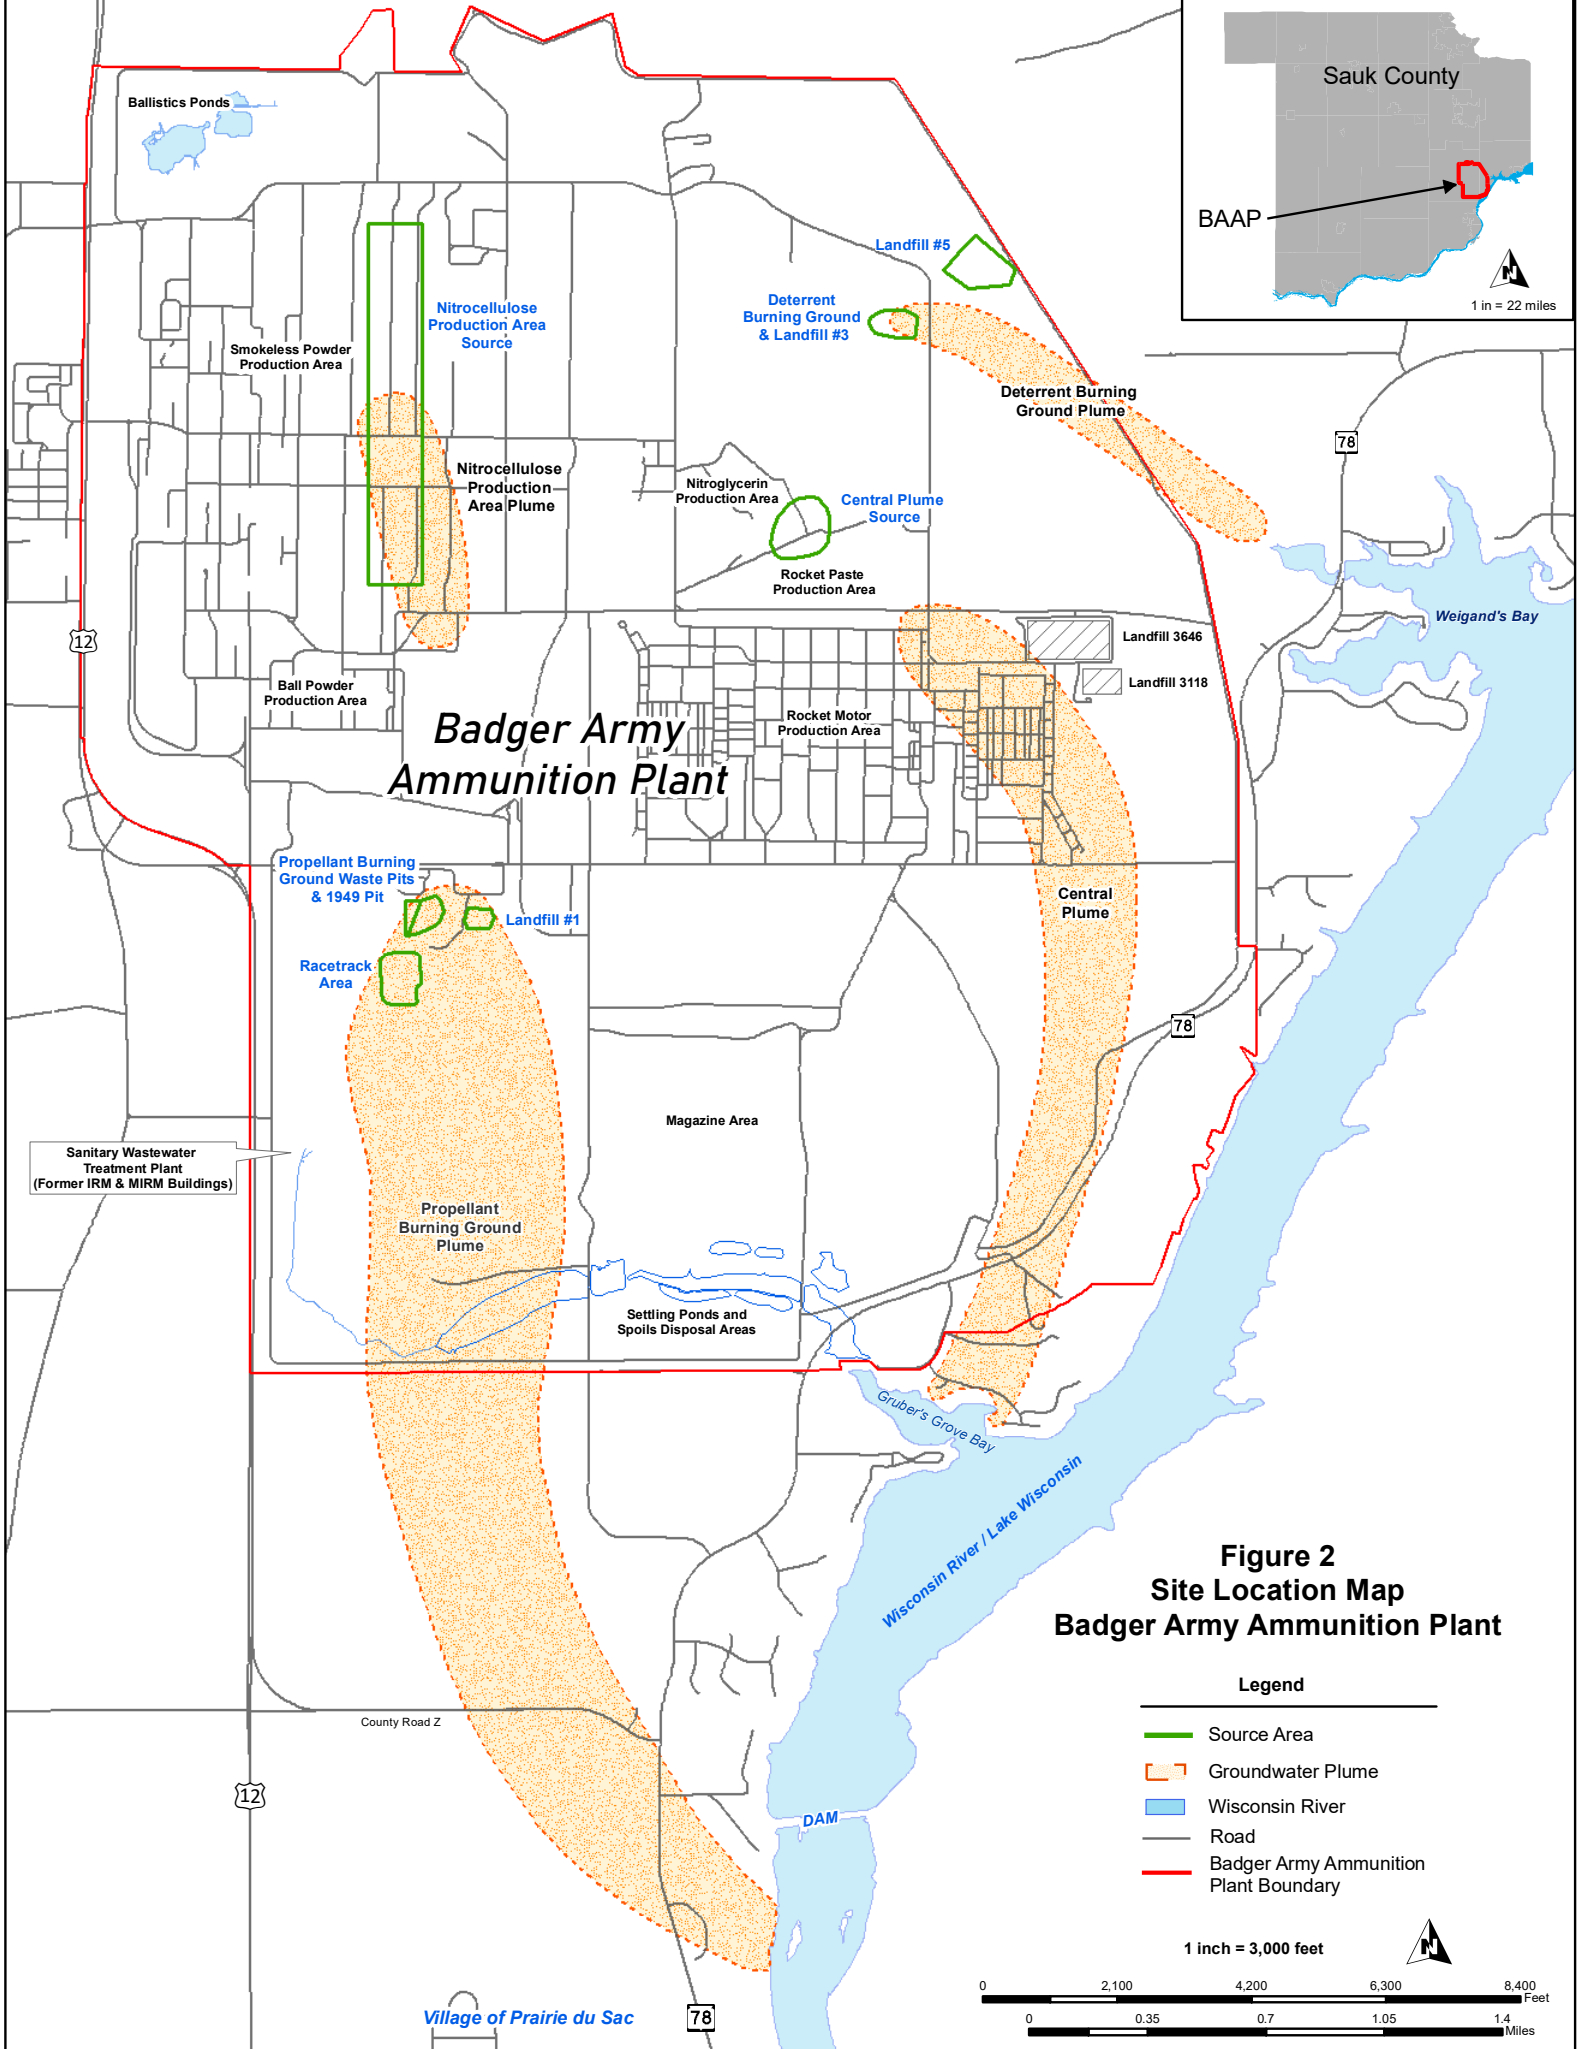 Sauk County
BAAP
N
1 in = 22 miles
Ballistics Ponds
Landfill #5
Nitrocellulose
Production Area
Source
Deterrent
Burning Ground
& Landfill #3
Smokeless Powder
Production Area
Deterrent Burning
Ground Plume
78
Nitrocellulose
Production
Area Plume
Nitroglycerin
Production Area
Central Plume
Source
Rocket Paste
Production Area
Weigand's Bay
12
Landfill 3646
Landfill 3118
Ball Powder
Production Area
Rocket Motor
Production Area
Badger Army
Ammunition Plant
Propellant Burning
Ground Waste Pits
& 1949 Pit
Landfill #1
Central
Plume
Racetrack
Area
78
Magazine Area
Sanitary Wastewater
Treatment Plant
(Former IRM & MIRM Buildings)
Propellant
Burning Ground
Plume
Settling Ponds and
Spoils Disposal Areas
Gruber's Grove Bay
Wisconsin River / Lake Wisconsin
Figure 2
Site Location Map
Badger Army Ammunition Plant
Legend
Source Area
Groundwater Plume
Wisconsin River
Road
Badger Army Ammunition
Plant Boundary
County Road Z
12
DAM
1 inch = 3,000 feet
N
0 2,100 4,200 6,300 8,400
Feet
0 0.35 0.7 1.05 1.4
Miles
Village of Prairie du Sac
78